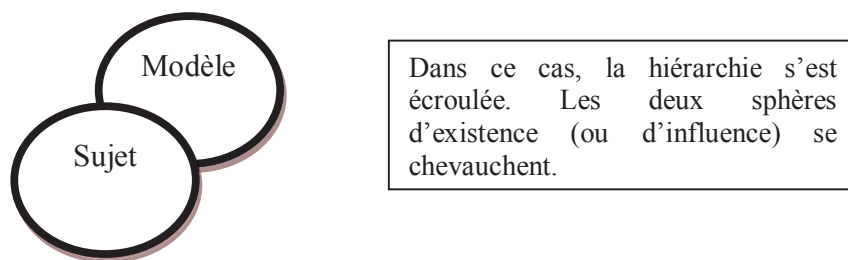 Modèle
Sujet
Dans ce cas, la hiérarchie s’est
écroulée. Les deux sphères
d’existence (ou d’influence) se
chevauchent.